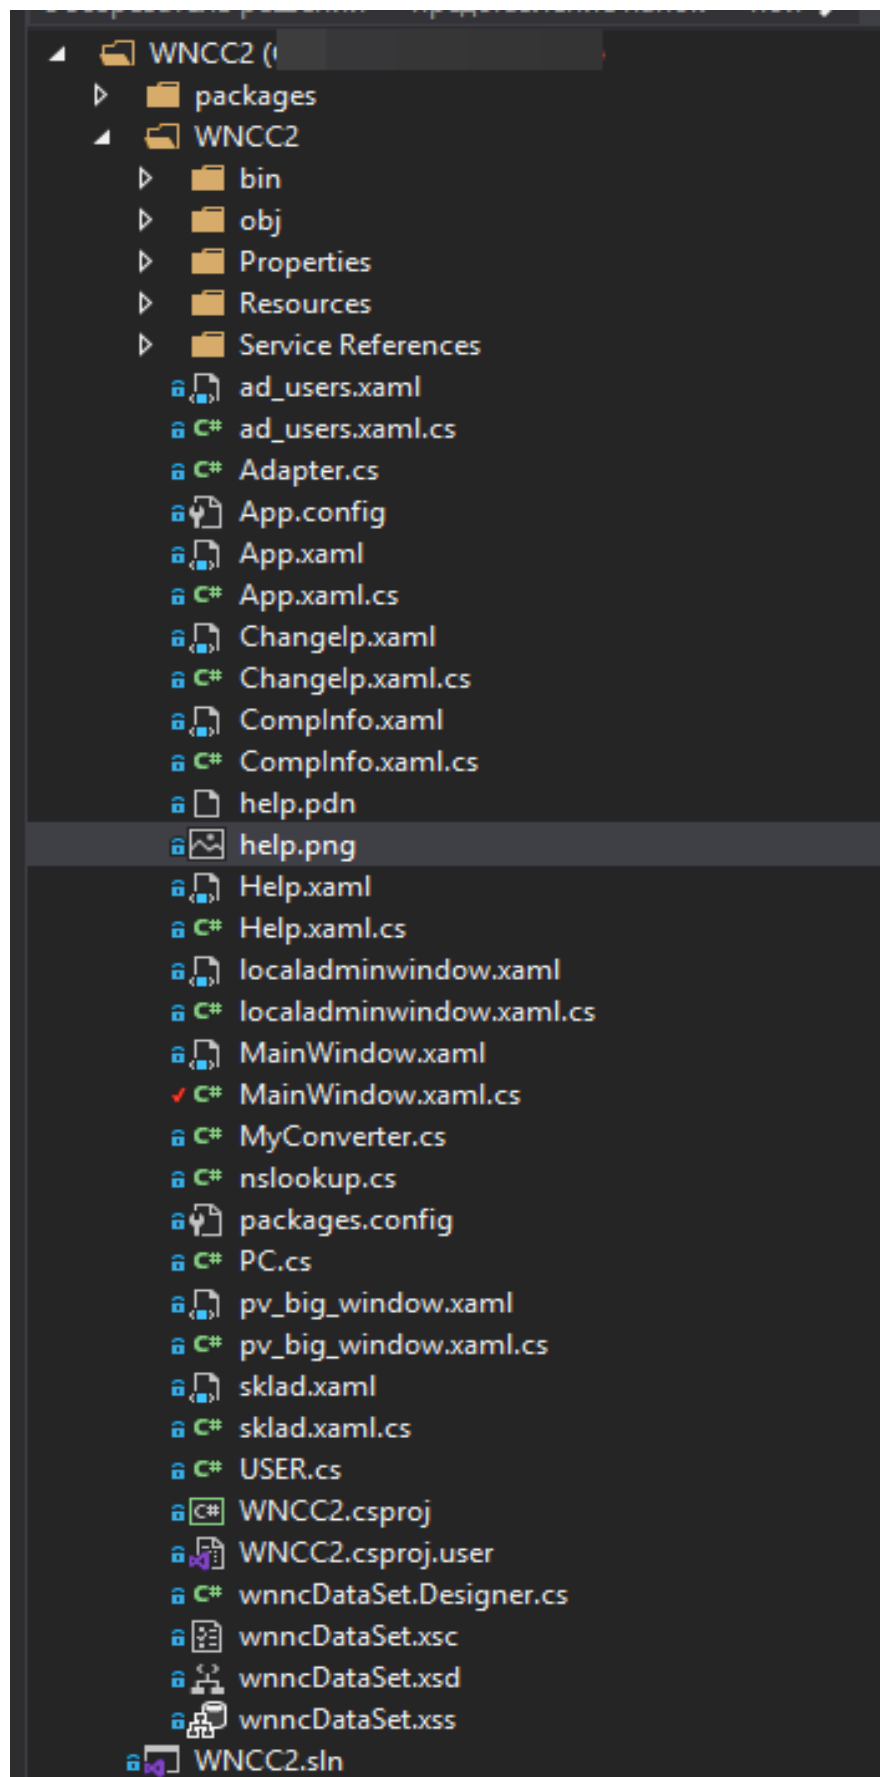 WNCC2 (
packages
WNCC2
bin
obj
Properties
Resources
Service References
ad_users.xaml
C# ad_users.xaml.cs
C# Adapter.cs
App.config
App.xaml
C# App.xaml.cs
ChangeIp.xaml
C# ChangeIp.xaml.cs
CompInfo.xaml
C# CompInfo.xaml.cs
help.pdn
help.png
Help.xaml
C# Help.xaml.cs
localadminwindow.xaml
C# localadminwindow.xaml.cs
MainWindow.xaml
C# MainWindow.xaml.cs
C# MyConverter.cs
C# nslookup.cs
packages.config
C# PC.cs
pv_big_window.xaml
C# pv_big_window.xaml.cs
sklad.xaml
C# sklad.xaml.cs
C# USER.cs
C# WNCC2.csproj
WNCC2.csproj.user
C# wnncDataSet.Designer.cs
wnncDataSet.xsc
wnncDataSet.xsd
wnncDataSet.xss
WNCC2.sln